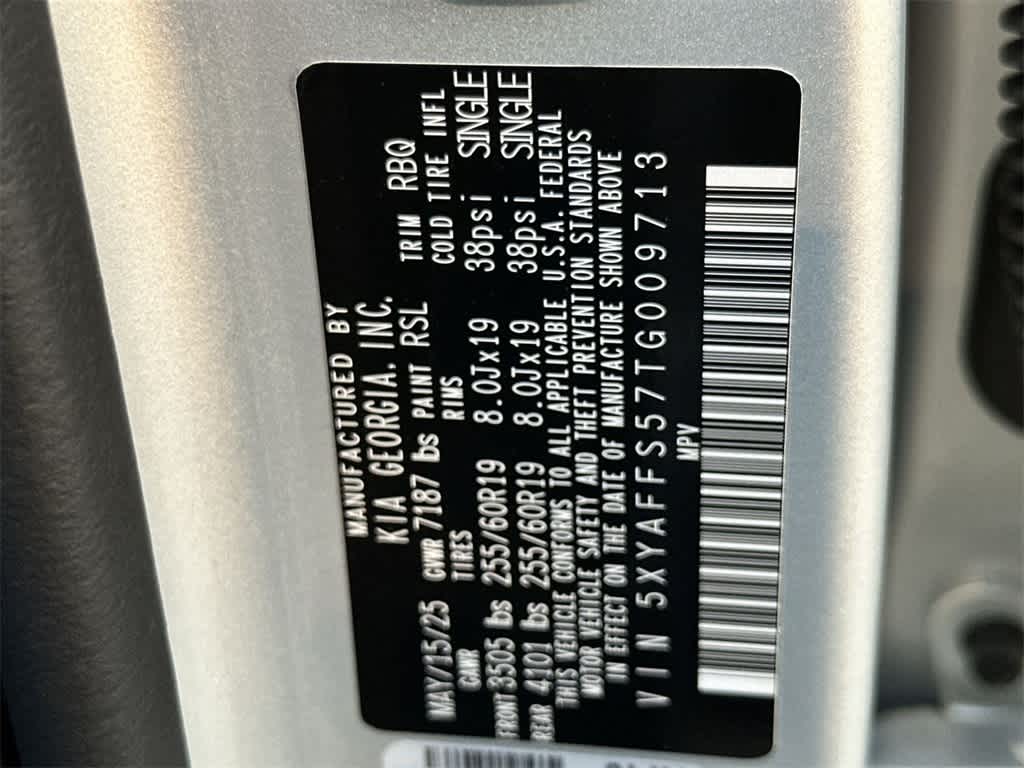 MANUFACTURED BY
KIA GEORGIA. INC.
MAY/15/25 GVWR 7187 lbs PAINT RSL TRIM RBQ
GAWR TIRES RIMS COLD TIRE INFL
FRONT 3505 lbs 255/60R19 8.0Jx19 38psi SINGLE
REAR 4101 lbs 255/60R19 8.0Jx19 38psi SINGLE
THIS VEHICLE CONFORMS TO ALL APPLICABLE U.S.A. FEDERAL
MOTOR VEHICLE SAFETY AND THEFT PREVENTION STANDARDS
IN EFFECT ON THE DATE OF MANUFACTURE SHOWN ABOVE
VIN 5XYAFFS57TG009713
MPV